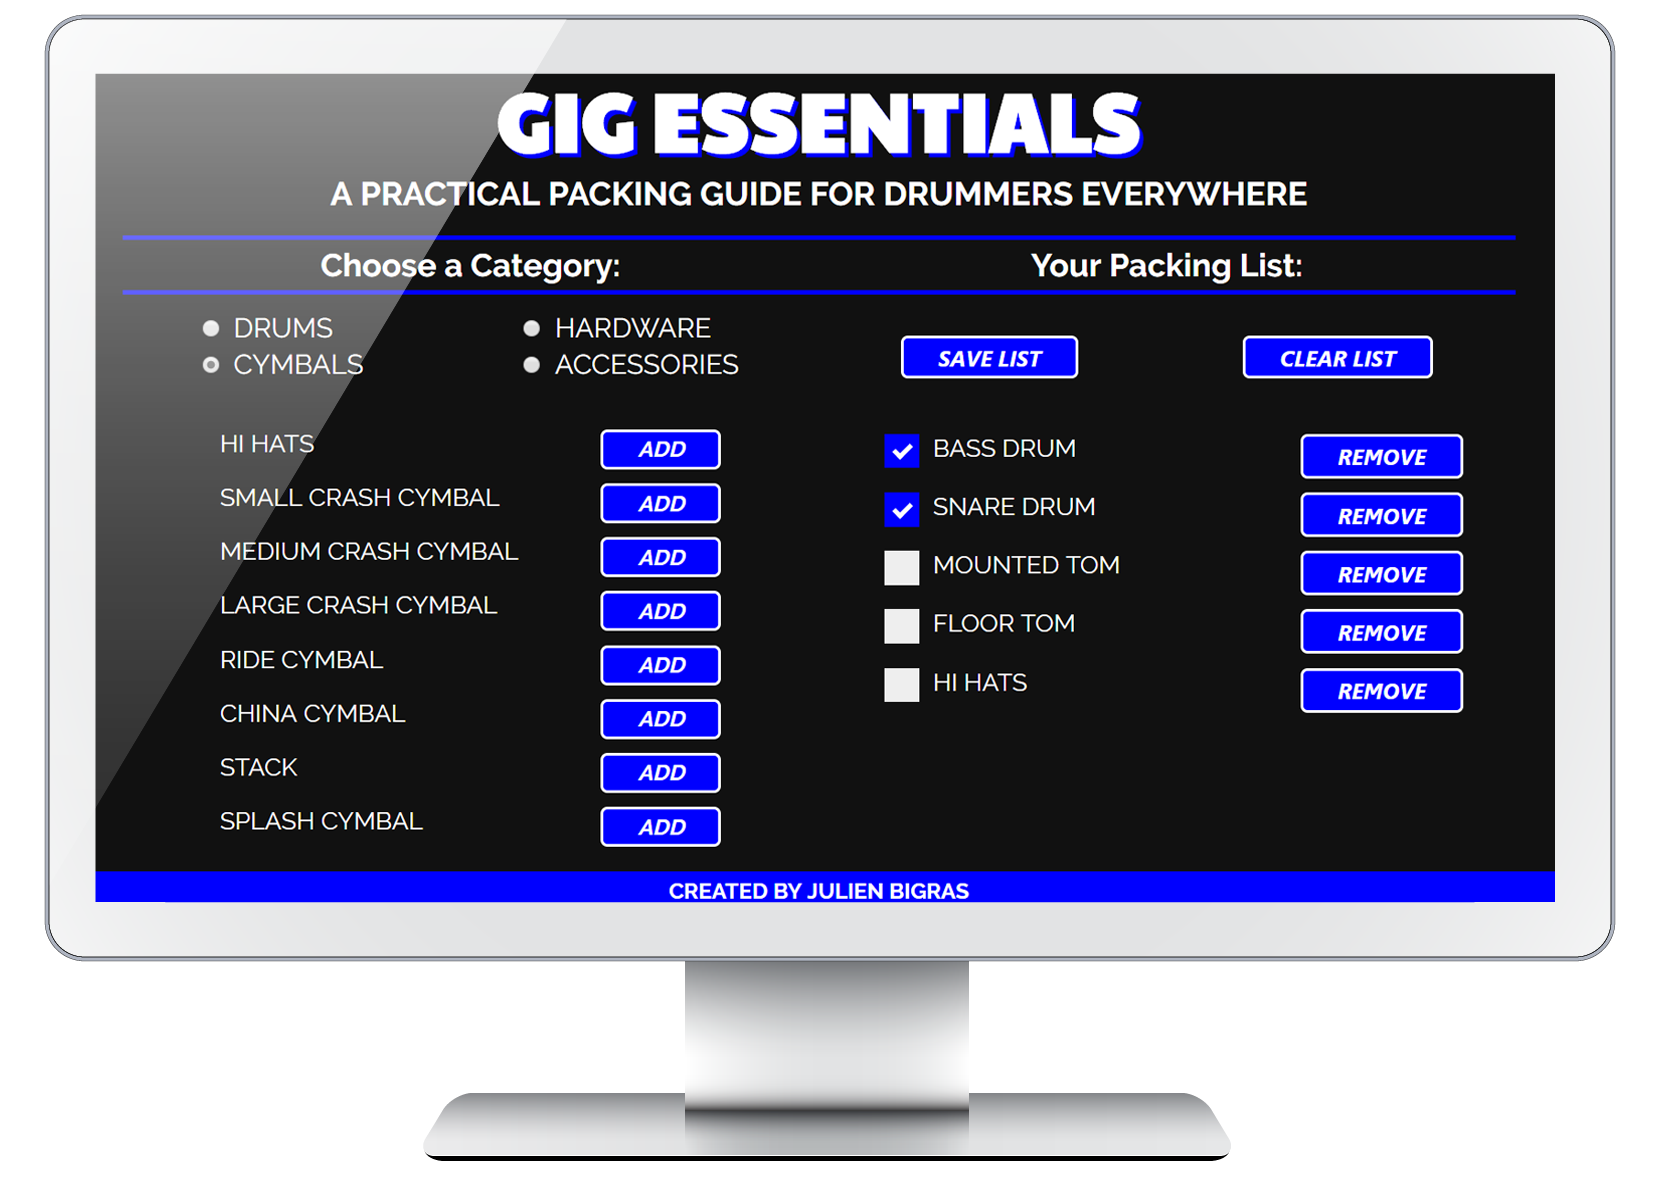 GIG ESSENTIALS
A PRACTICAL PACKING GUIDE FOR DRUMMERS EVERYWHERE
Choose a Category:
Your Packing List:
DRUMS
HARDWARE
CYMBALS
ACCESSORIES
SAVE LIST
CLEAR LIST
HI HATS ADD
SMALL CRASH CYMBAL ADD
MEDIUM CRASH CYMBAL ADD
LARGE CRASH CYMBAL ADD
RIDE CYMBAL ADD
CHINA CYMBAL ADD
STACK ADD
SPLASH CYMBAL ADD
BASS DRUM REMOVE
SNARE DRUM REMOVE
MOUNTED TOM REMOVE
FLOOR TOM REMOVE
HI HATS REMOVE
CREATED BY JULIEN BIGRAS